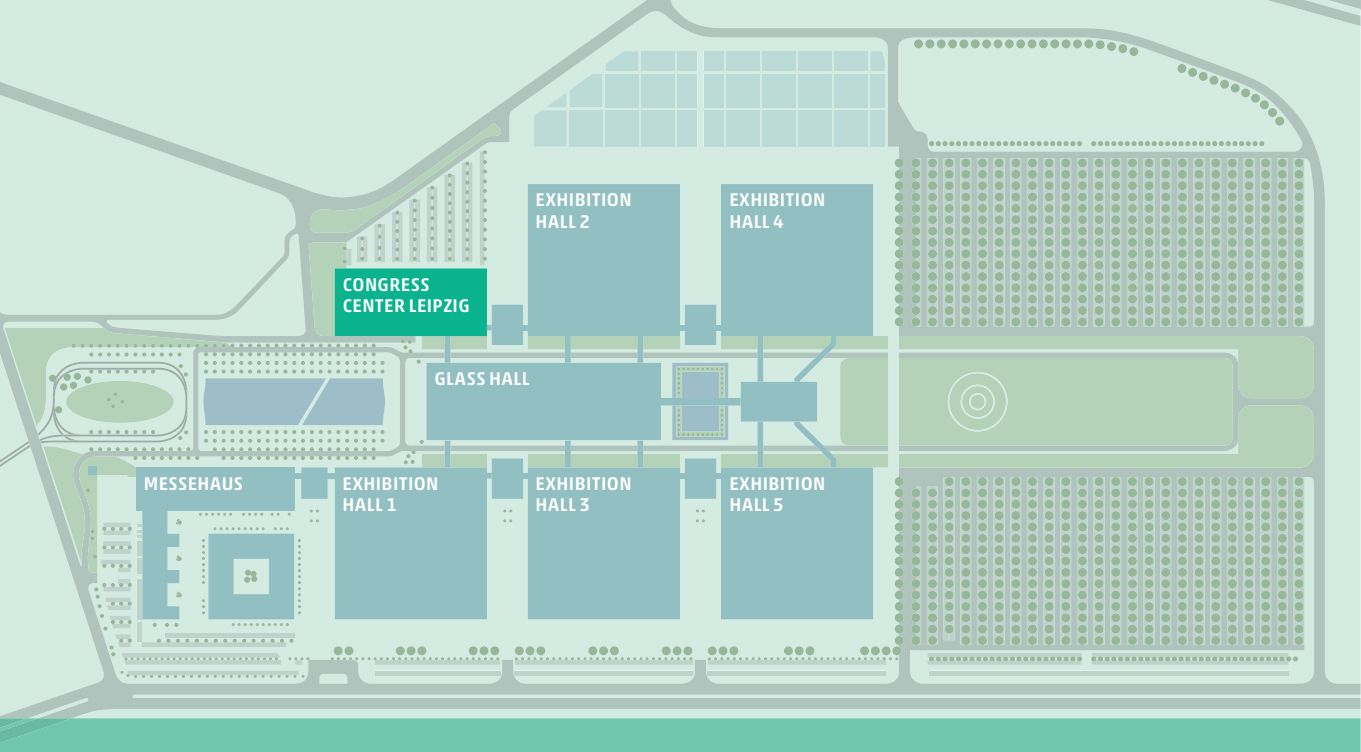 EXHIBITION
HALL 2
EXHIBITION
HALL 4
CONGRESS
CENTER LEIPZIG
GLASS HALL
MESSEHAUS
EXHIBITION
HALL 1
EXHIBITION
HALL 3
EXHIBITION
HALL 5